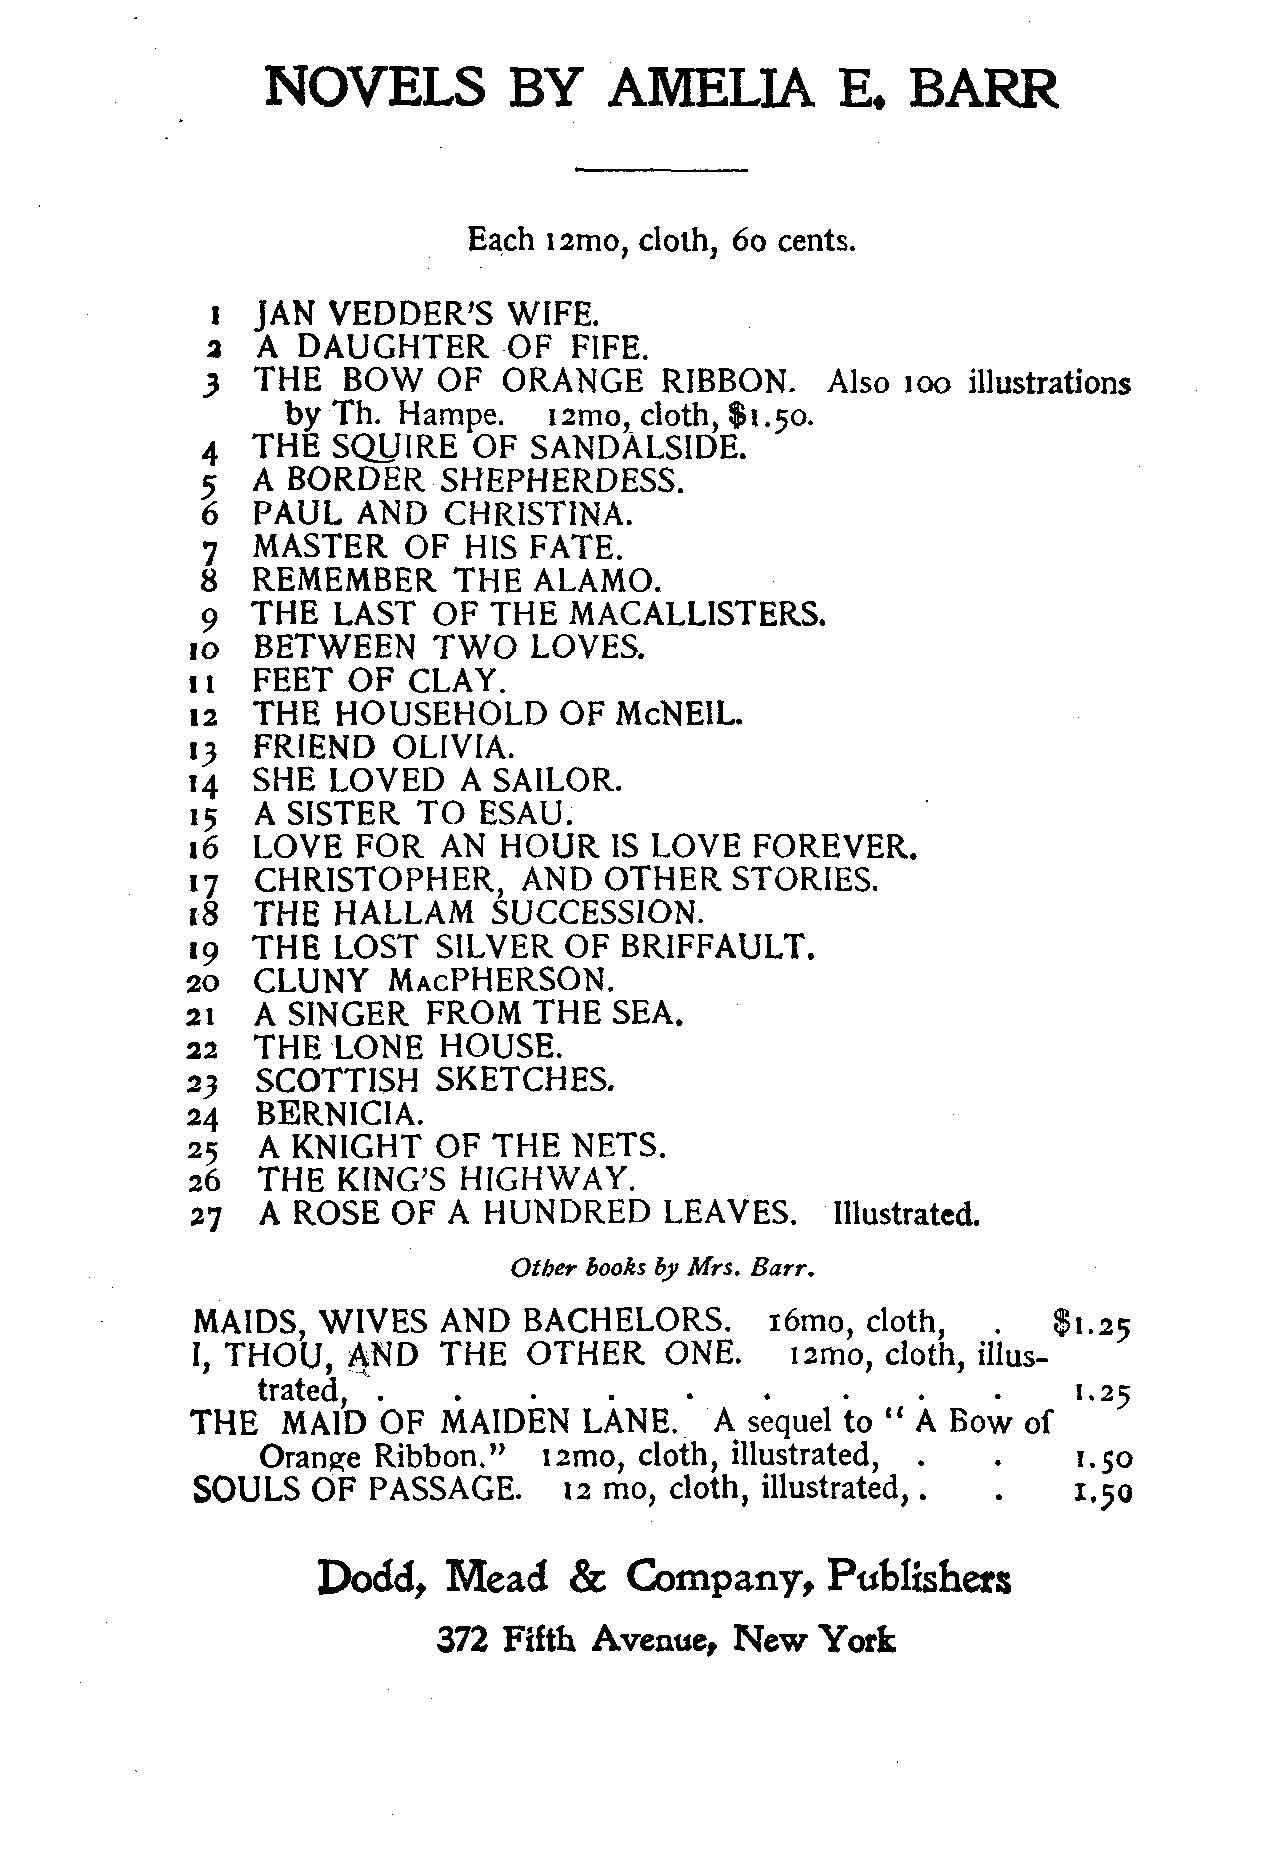 NOVELS BY AMELIA E. BARR
Each 12mo, cloth, 60 cents.
1 JAN VEDDER'S WIFE.
2 A DAUGHTER OF FIFE.
3 THE BOW OF ORANGE RIBBON. Also 100 illustrations
by Th. Hampe. 12mo, cloth, $1.50.
4 THE SQUIRE OF SANDALSIDE.
5 A BORDER SHEPHERDESS.
6 PAUL AND CHRISTINA.
7 MASTER OF HIS FATE.
8 REMEMBER THE ALAMO.
9 THE LAST OF THE MACALLISTERS.
10 BETWEEN TWO LOVES.
11 FEET OF CLAY.
12 THE HOUSEHOLD OF McNEIL.
13 FRIEND OLIVIA.
14 SHE LOVED A SAILOR.
15 A SISTER TO ESAU.
16 LOVE FOR AN HOUR IS LOVE FOREVER.
17 CHRISTOPHER, AND OTHER STORIES.
18 THE HALLAM SUCCESSION.
19 THE LOST SILVER OF BRIFFAULT.
20 CLUNY MACPHERSON.
21 A SINGER FROM THE SEA.
22 THE LONE HOUSE.
23 SCOTTISH SKETCHES.
24 BERNICIA.
25 A KNIGHT OF THE NETS.
26 THE KING'S HIGHWAY.
27 A ROSE OF A HUNDRED LEAVES. Illustrated.
Other books by Mrs. Barr.
MAIDS, WIVES AND BACHELORS. 16mo, cloth, . $1.25
I, THOU, AND THE OTHER ONE. 12mo, cloth, illus-
trated, . . . . . . . . . 1.25
THE MAID OF MAIDEN LANE. A sequel to "A Bow of
Orange Ribbon." 12mo, cloth, illustrated, . . 1.50
SOULS OF PASSAGE. 12 mo, cloth, illustrated, . . 1.50
Dodd, Mead & Company, Publishers
372 Fifth Avenue, New York